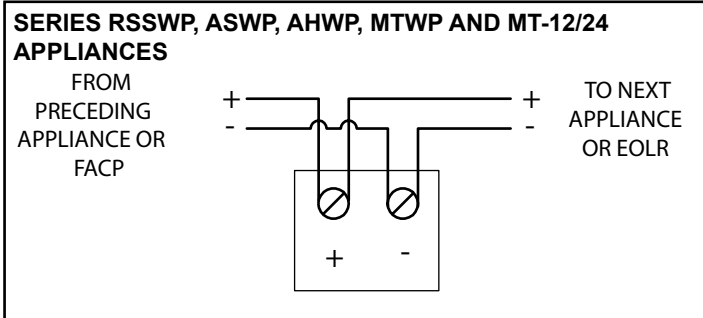 SERIES RSSWP, ASWP, AHWP, MTWP AND MT-12/24
APPLIANCES
FROM
PRECEDING
APPLIANCE OR
FACP
+
-
+
-
TO NEXT
APPLIANCE
OR EOLR
+ -